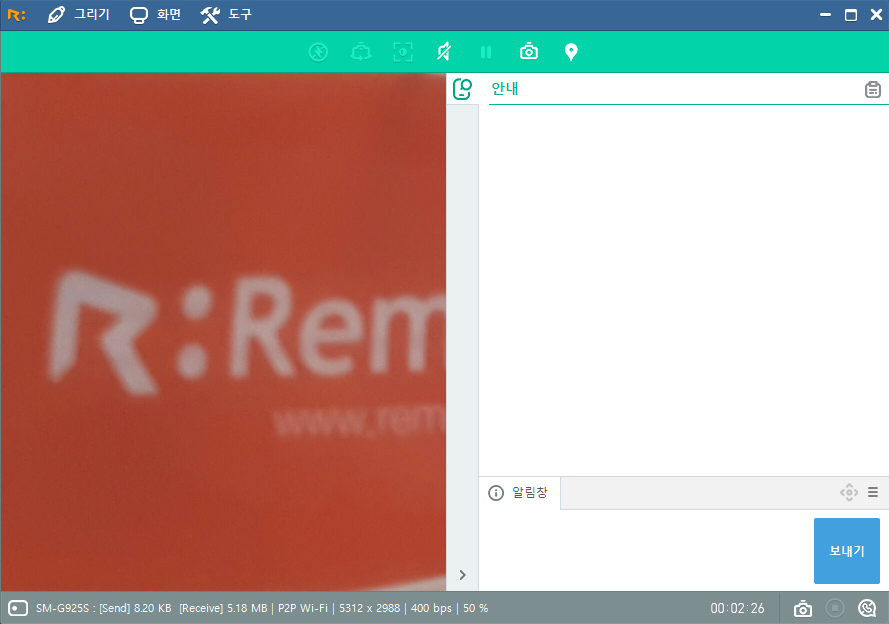 R: 그리기 화면 도구
안내
R:Rem
www.rem
알림창
보내기
SM-G925S : [Send] 8.20 KB [Receive] 5.18 MB | P2P Wi-Fi | 5312 x 2988 | 400 bps | 50 % 00:02:26